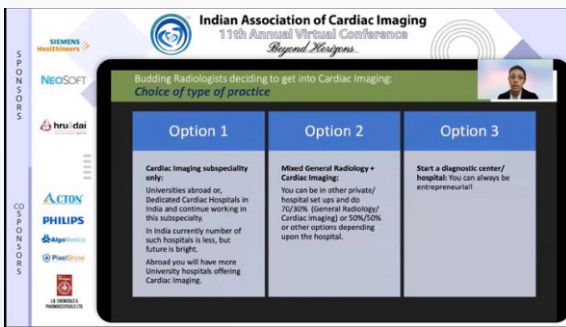 Indian Association of Cardiac Imaging
11th Annual Virtual Conference
Beyond Horizons
SPONSORS
SIEMENS
Healthineers
NEOSOFT
hrudai
CO SPONSORS
ACTON
PHILIPS
AlgoMedica
PixelShine
J.B. CHEMICALS &
PHARMACEUTICALS LTD.
Budding Radiologists deciding to get into Cardiac Imaging:
Choice of type of practice
Option 1
Cardiac Imaging subspeciality
only:
Universities abroad or,
Dedicated Cardiac Hospitals in
India and continue working in
this subspecialty.
In India currently number of
such hospitals is less, but
future is bright.
Abroad you will have more
University hospitals offering
Cardiac Imaging.
Option 2
Mixed General Radiology +
Cardiac Imaging:
You can be in other private/
hospital set ups and do
70/30% (General Radiology/
Cardiac Imaging) or 50%/50%
or other options depending
upon the hospital.
Option 3
Start a diagnostic center/
hospital: You can always be
entrepreneurial!